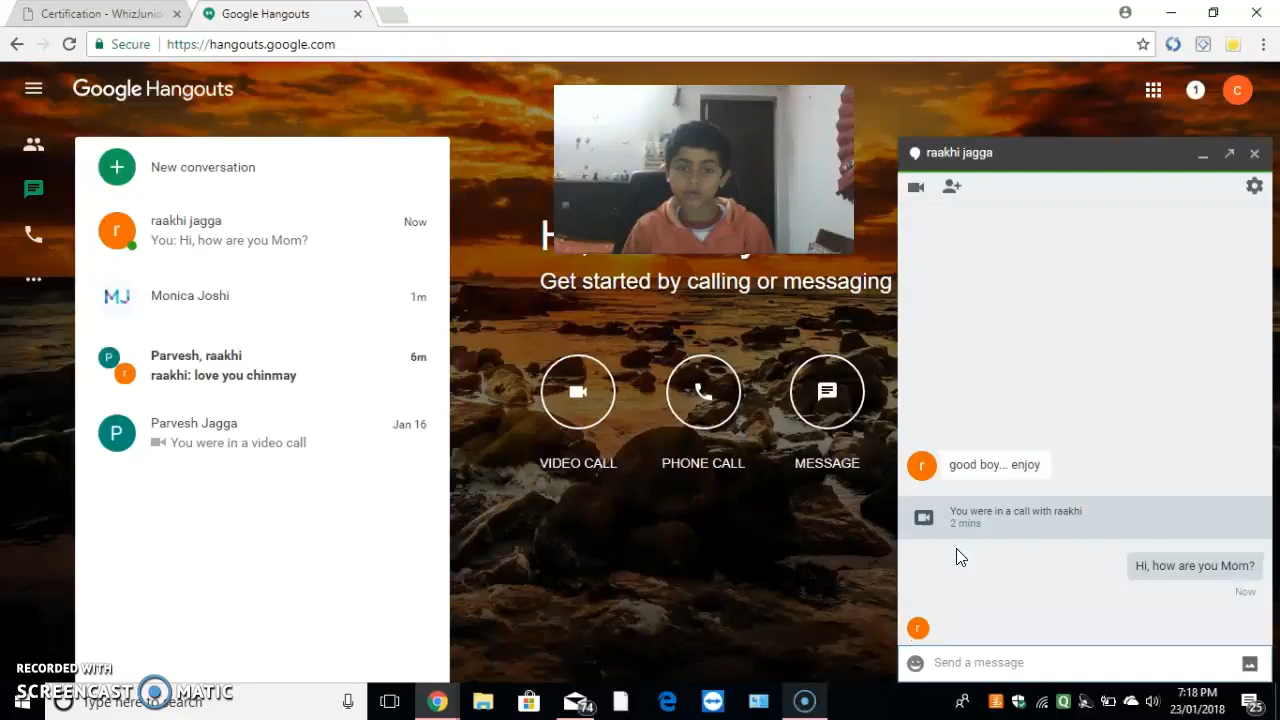 Certification - WhizJunio
Google Hangouts
Secure
https://hangouts.google.com
Google Hangouts
1
C
New conversation
r
raakhi jagga
Now
You: Hi, how are you Mom?
MJ
Monica Joshi
1m
P
r
Parvesh, raakhi
6m
raakhi: love you chinmay
P
Parvesh Jagga
Jan 16
You were in a video call
Get started by calling or messaging
VIDEO CALL
PHONE CALL
MESSAGE
raakhi jagga
r
good boy... enjoy
You were in a call with raakhi
2 mins
Hi, how are you Mom?
Now
r
Send a message
RECORDED WITH
SCREENCAST MATIC
Type here to search
74
7:18 PM
23/01/2018
25